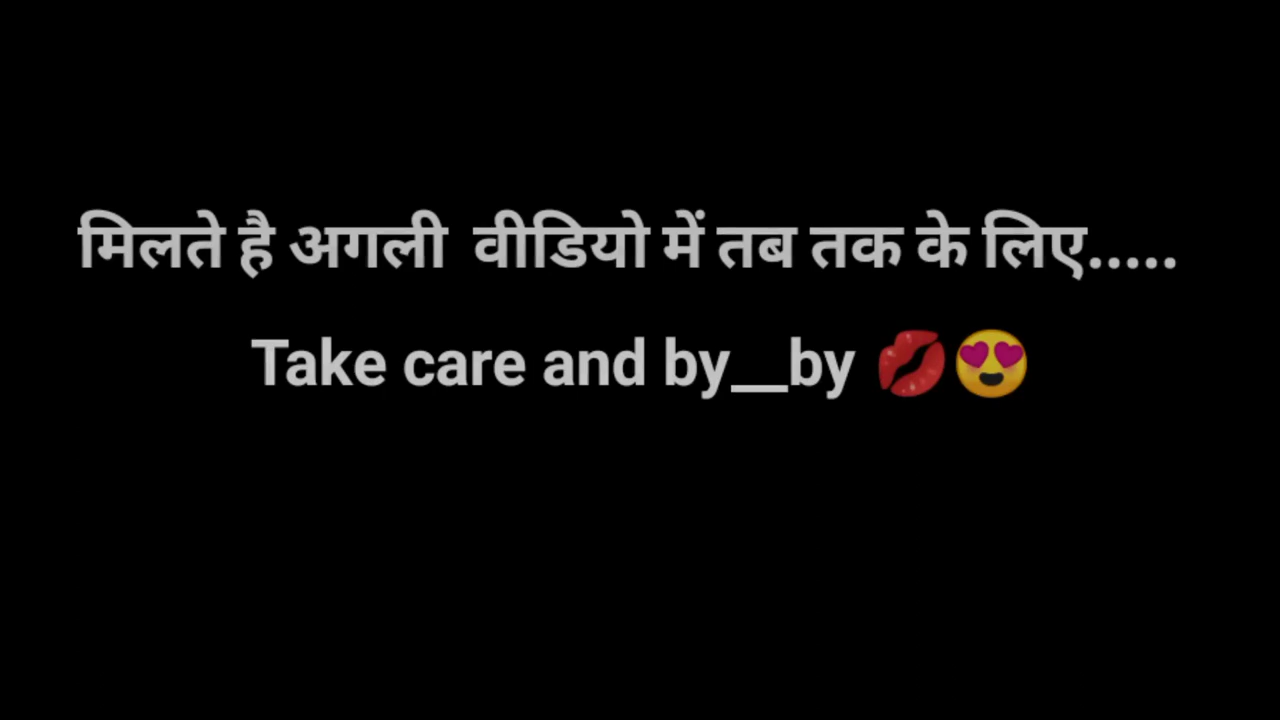 मिलते है अगली वीडियो में तब तक के लिए.....
Take care and by__by 💋😍